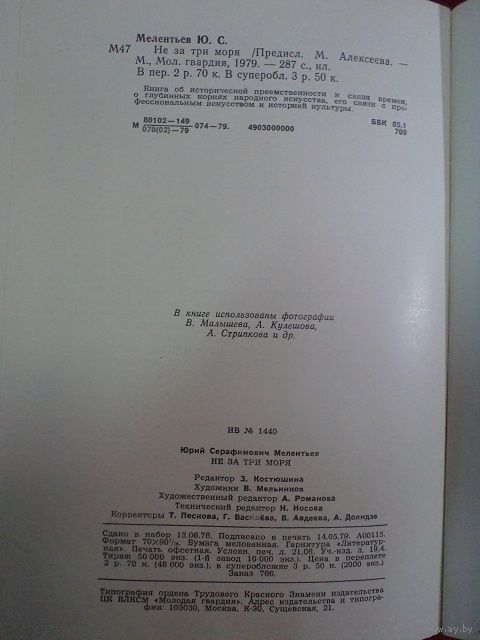 Мелентьев Ю. С.
М47 Не за три моря /Предисл. М. Алексеева. —
М., Мол. гвардия, 1979. — 287 с., ил.
В пер. 2 р. 70 к. В суперобл. 3 р. 50 к.
Книга об исторической преемственности и связи времен,
о глубинных корнях народного искусства, его связи с про-
фессиональным искусством и историей культуры.
М 80102—149 074—79. 4903000000 ББК 85.1
078(02)—79 709
В книге использованы фотографии
В. Малышева, А. Кулешова,
А. Стрипкова и др.
ИБ № 1440
Юрий Серафимович Мелентьев
НЕ ЗА ТРИ МОРЯ
Редактор З. Костюшина
Художник В. Мельников
Художественный редактор А. Романова
Технический редактор Н. Носова
Корректоры Т. Пескова, Г. Василёва, В. Авдеева, А. Долидзе
Сдано в набор 13.06.78. Подписано в печать 14.05.79. А00115.
Формат 70×90¹/₁₆. Бумага мелованная. Гарнитура «Литератур-
ная». Печать офсетная. Условн. печ. л. 21,06. Уч.-изд. л. 19,4.
Тираж 50 000 экз. (1-й завод 10 000 экз.). Цена в переплете
2 р. 70 к. (48 000 экз.), в суперобложке 3 р. 50 к. (2000 экз.)
Заказ 766.
Типография ордена Трудового Красного Знамени издательства
ЦК ВЛКСМ «Молодая гвардия». Адрес издательства и типогра-
фии: 103030, Москва, К-30, Сущевская, 21.
ay.by